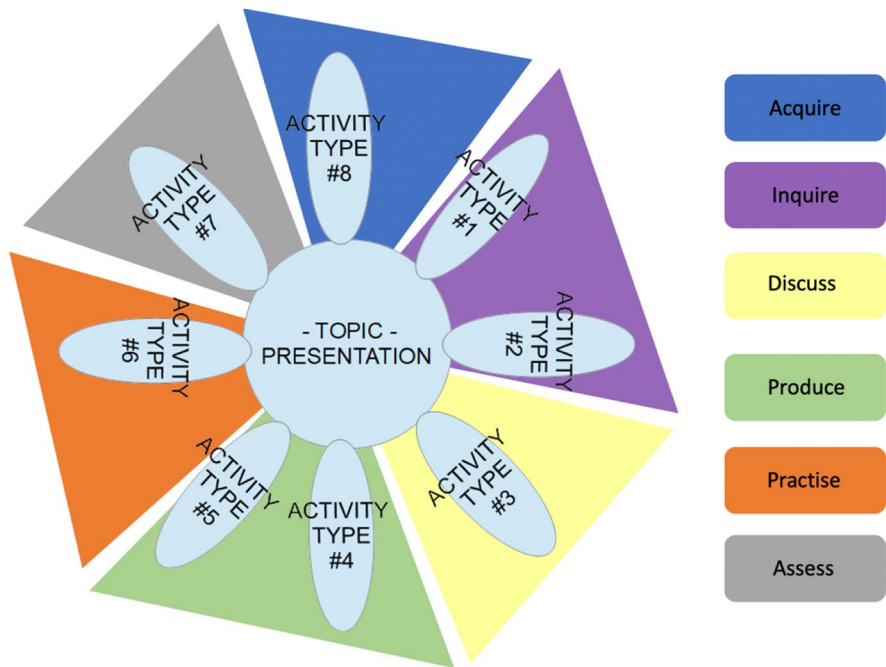 - TOPIC -
PRESENTATION
ACTIVITY
TYPE
#8
ACTIVITY
TYPE
#1
ACTIVITY
TYPE
#2
ACTIVITY
TYPE
#3
ACTIVITY
TYPE
#4
ACTIVITY
TYPE
#5
ACTIVITY
TYPE
#6
ACTIVITY
TYPE
#7
Acquire
Inquire
Discuss
Produce
Practise
Assess